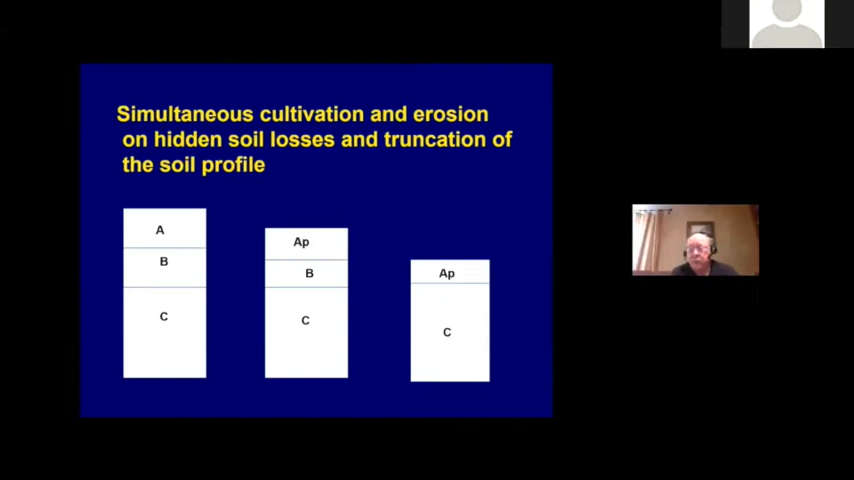 Simultaneous cultivation and erosion
on hidden soil losses and truncation of
the soil profile
A
B
C
Ap
B
C
Ap
C